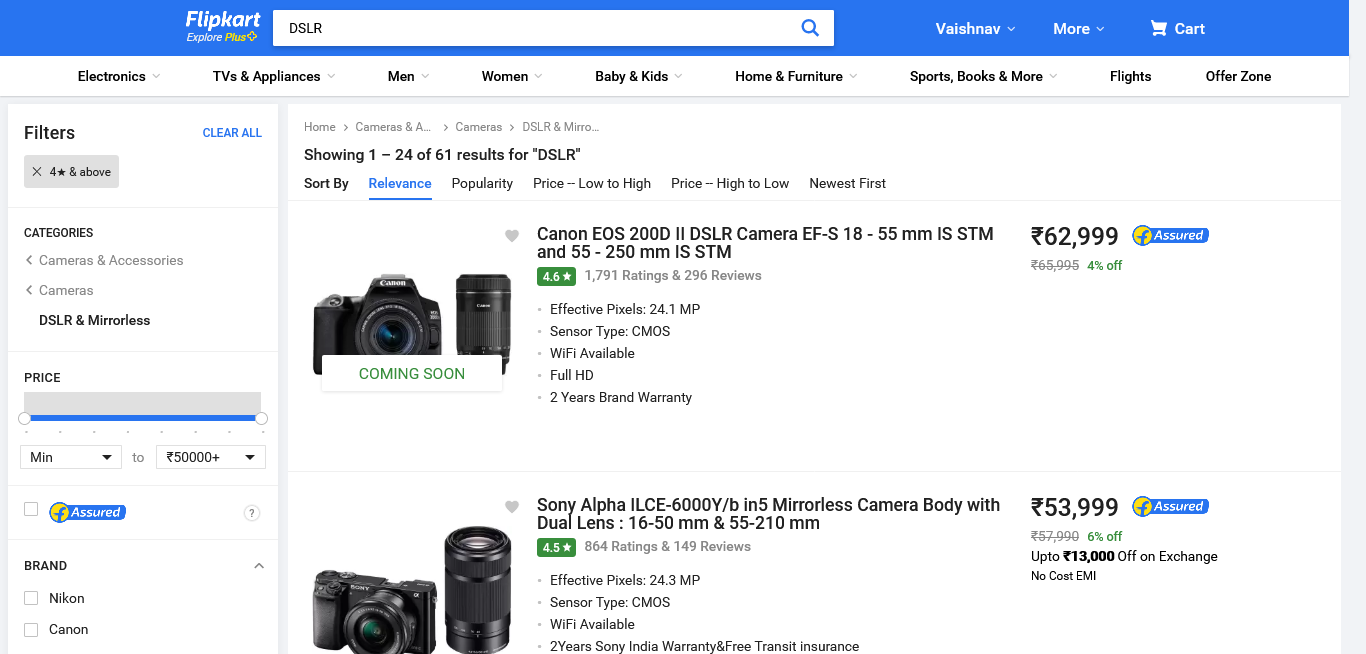 Flipkart
Explore Plus
DSLR
Vaishnav
More
Cart
Electronics
TVs & Appliances
Men
Women
Baby & Kids
Home & Furniture
Sports, Books & More
Flights
Offer Zone
Filters
CLEAR ALL
4★ & above
CATEGORIES
Cameras & Accessories
Cameras
DSLR & Mirrorless
PRICE
Min
to
₹50000+
Assured
?
BRAND
Nikon
Canon
Home
Cameras & A...
Cameras
DSLR & Mirro...
Showing 1 – 24 of 61 results for "DSLR"
Sort By
Relevance
Popularity
Price -- Low to High
Price -- High to Low
Newest First
Canon
COMING SOON
Canon EOS 200D II DSLR Camera EF-S 18 - 55 mm IS STM
and 55 - 250 mm IS STM
4.6 ★
1,791 Ratings & 296 Reviews
Effective Pixels: 24.1 MP
Sensor Type: CMOS
WiFi Available
Full HD
2 Years Brand Warranty
₹62,999
Assured
₹65,995
4% off
SONY
Sony Alpha ILCE-6000Y/b in5 Mirrorless Camera Body with
Dual Lens : 16-50 mm & 55-210 mm
4.5 ★
864 Ratings & 149 Reviews
Effective Pixels: 24.3 MP
Sensor Type: CMOS
WiFi Available
2Years Sony India Warranty&Free Transit insurance
₹53,999
Assured
₹57,990
6% off
Upto ₹13,000 Off on Exchange
No Cost EMI